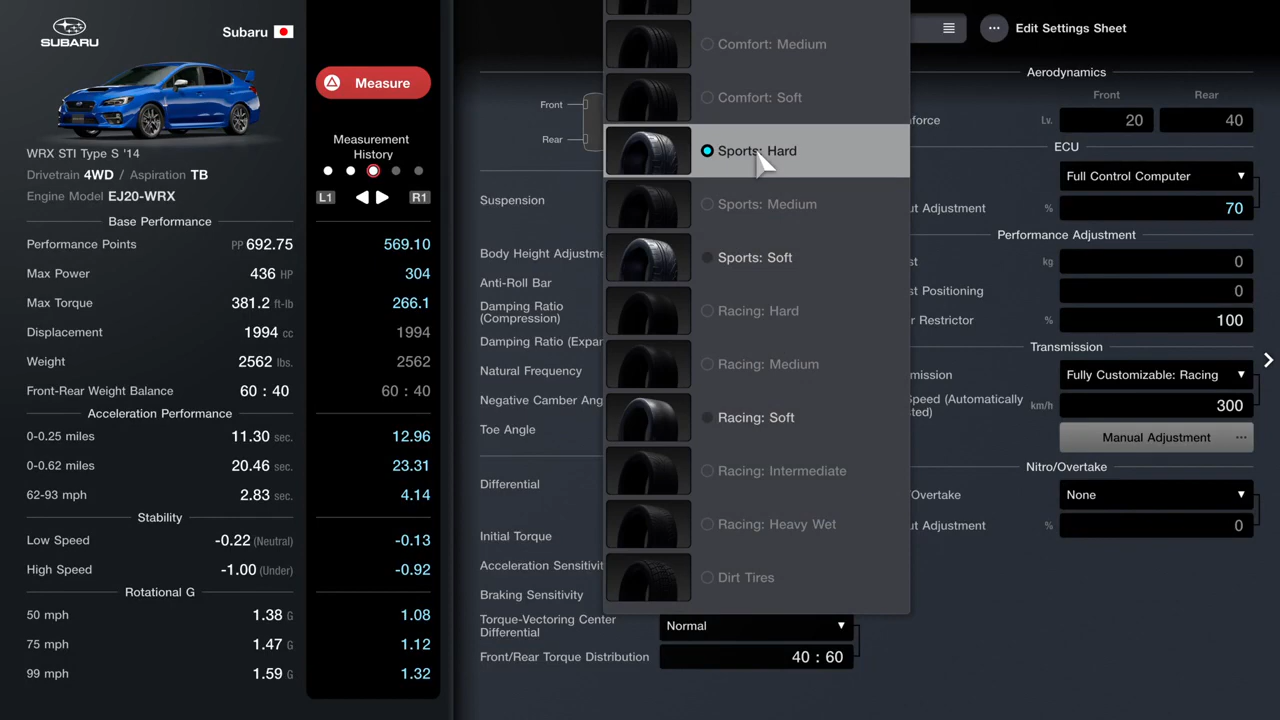 SUBARU
Subaru
WRX STI Type S '14
Drivetrain 4WD / Aspiration TB
Engine Model EJ20-WRX
Base Performance
Performance Points PP 692.75 569.10
Max Power 436 HP 304
Max Torque 381.2 ft-lb 266.1
Displacement 1994 cc 1994
Weight 2562 lbs. 2562
Front-Rear Weight Balance 60 : 40 60 : 40
Acceleration Performance
0-0.25 miles 11.30 sec. 12.96
0-0.62 miles 20.46 sec. 23.31
62-93 mph 2.83 sec. 4.14
Stability
Low Speed -0.22 (Neutral) -0.13
High Speed -1.00 (Under) -0.92
Rotational G
50 mph 1.38 G 1.08
75 mph 1.47 G 1.12
99 mph 1.59 G 1.32
Measure
Measurement
History
L1 R1
Front
Rear
Suspension
Body Height Adjustme
Anti-Roll Bar
Damping Ratio
(Compression)
Damping Ratio (Expan
Natural Frequency
Negative Camber Ang
Toe Angle
Differential
Initial Torque
Acceleration Sensitivi
Braking Sensitivity
Torque-Vectoring Center
Differential
Normal
Front/Rear Torque Distribution 40 : 60
Comfort: Medium
Comfort: Soft
Sports: Hard
Sports: Medium
Sports: Soft
Racing: Hard
Racing: Medium
Racing: Soft
Racing: Intermediate
Racing: Heavy Wet
Dirt Tires
Edit Settings Sheet
Aerodynamics
Front Rear
force Lv. 20 40
ECU
Full Control Computer
ut Adjustment % 70
Performance Adjustment
st kg 0
st Positioning 0
r Restrictor % 100
Transmission
mission Fully Customizable: Racing
Speed (Automatically
ted) km/h 300
Manual Adjustment
Nitro/Overtake
/Overtake None
ut Adjustment % 0